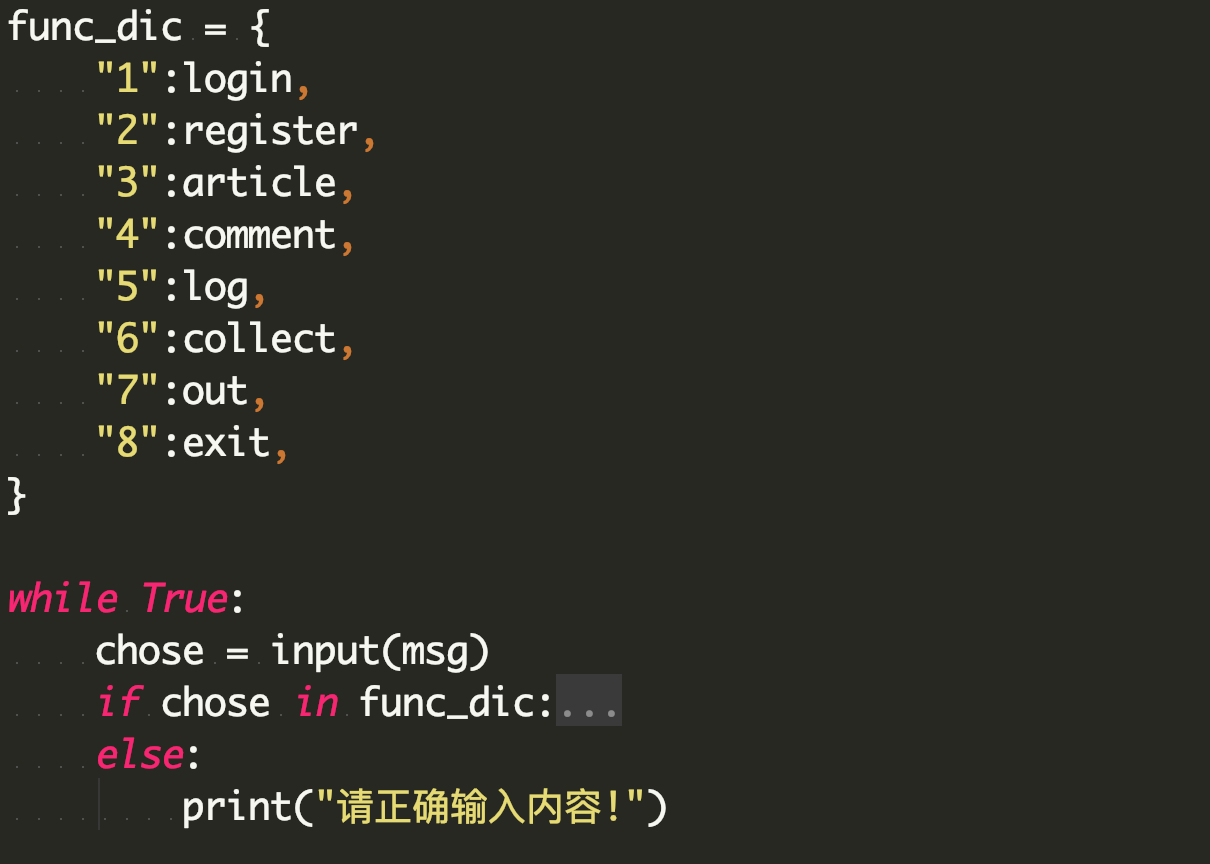 func_dic = {
    "1":login,
    "2":register,
    "3":article,
    "4":comment,
    "5":log,
    "6":collect,
    "7":out,
    "8":exit,
}
while True:
    chose = input(msg)
    if chose in func_dic:...
    else:
        print("请正确输入内容!")